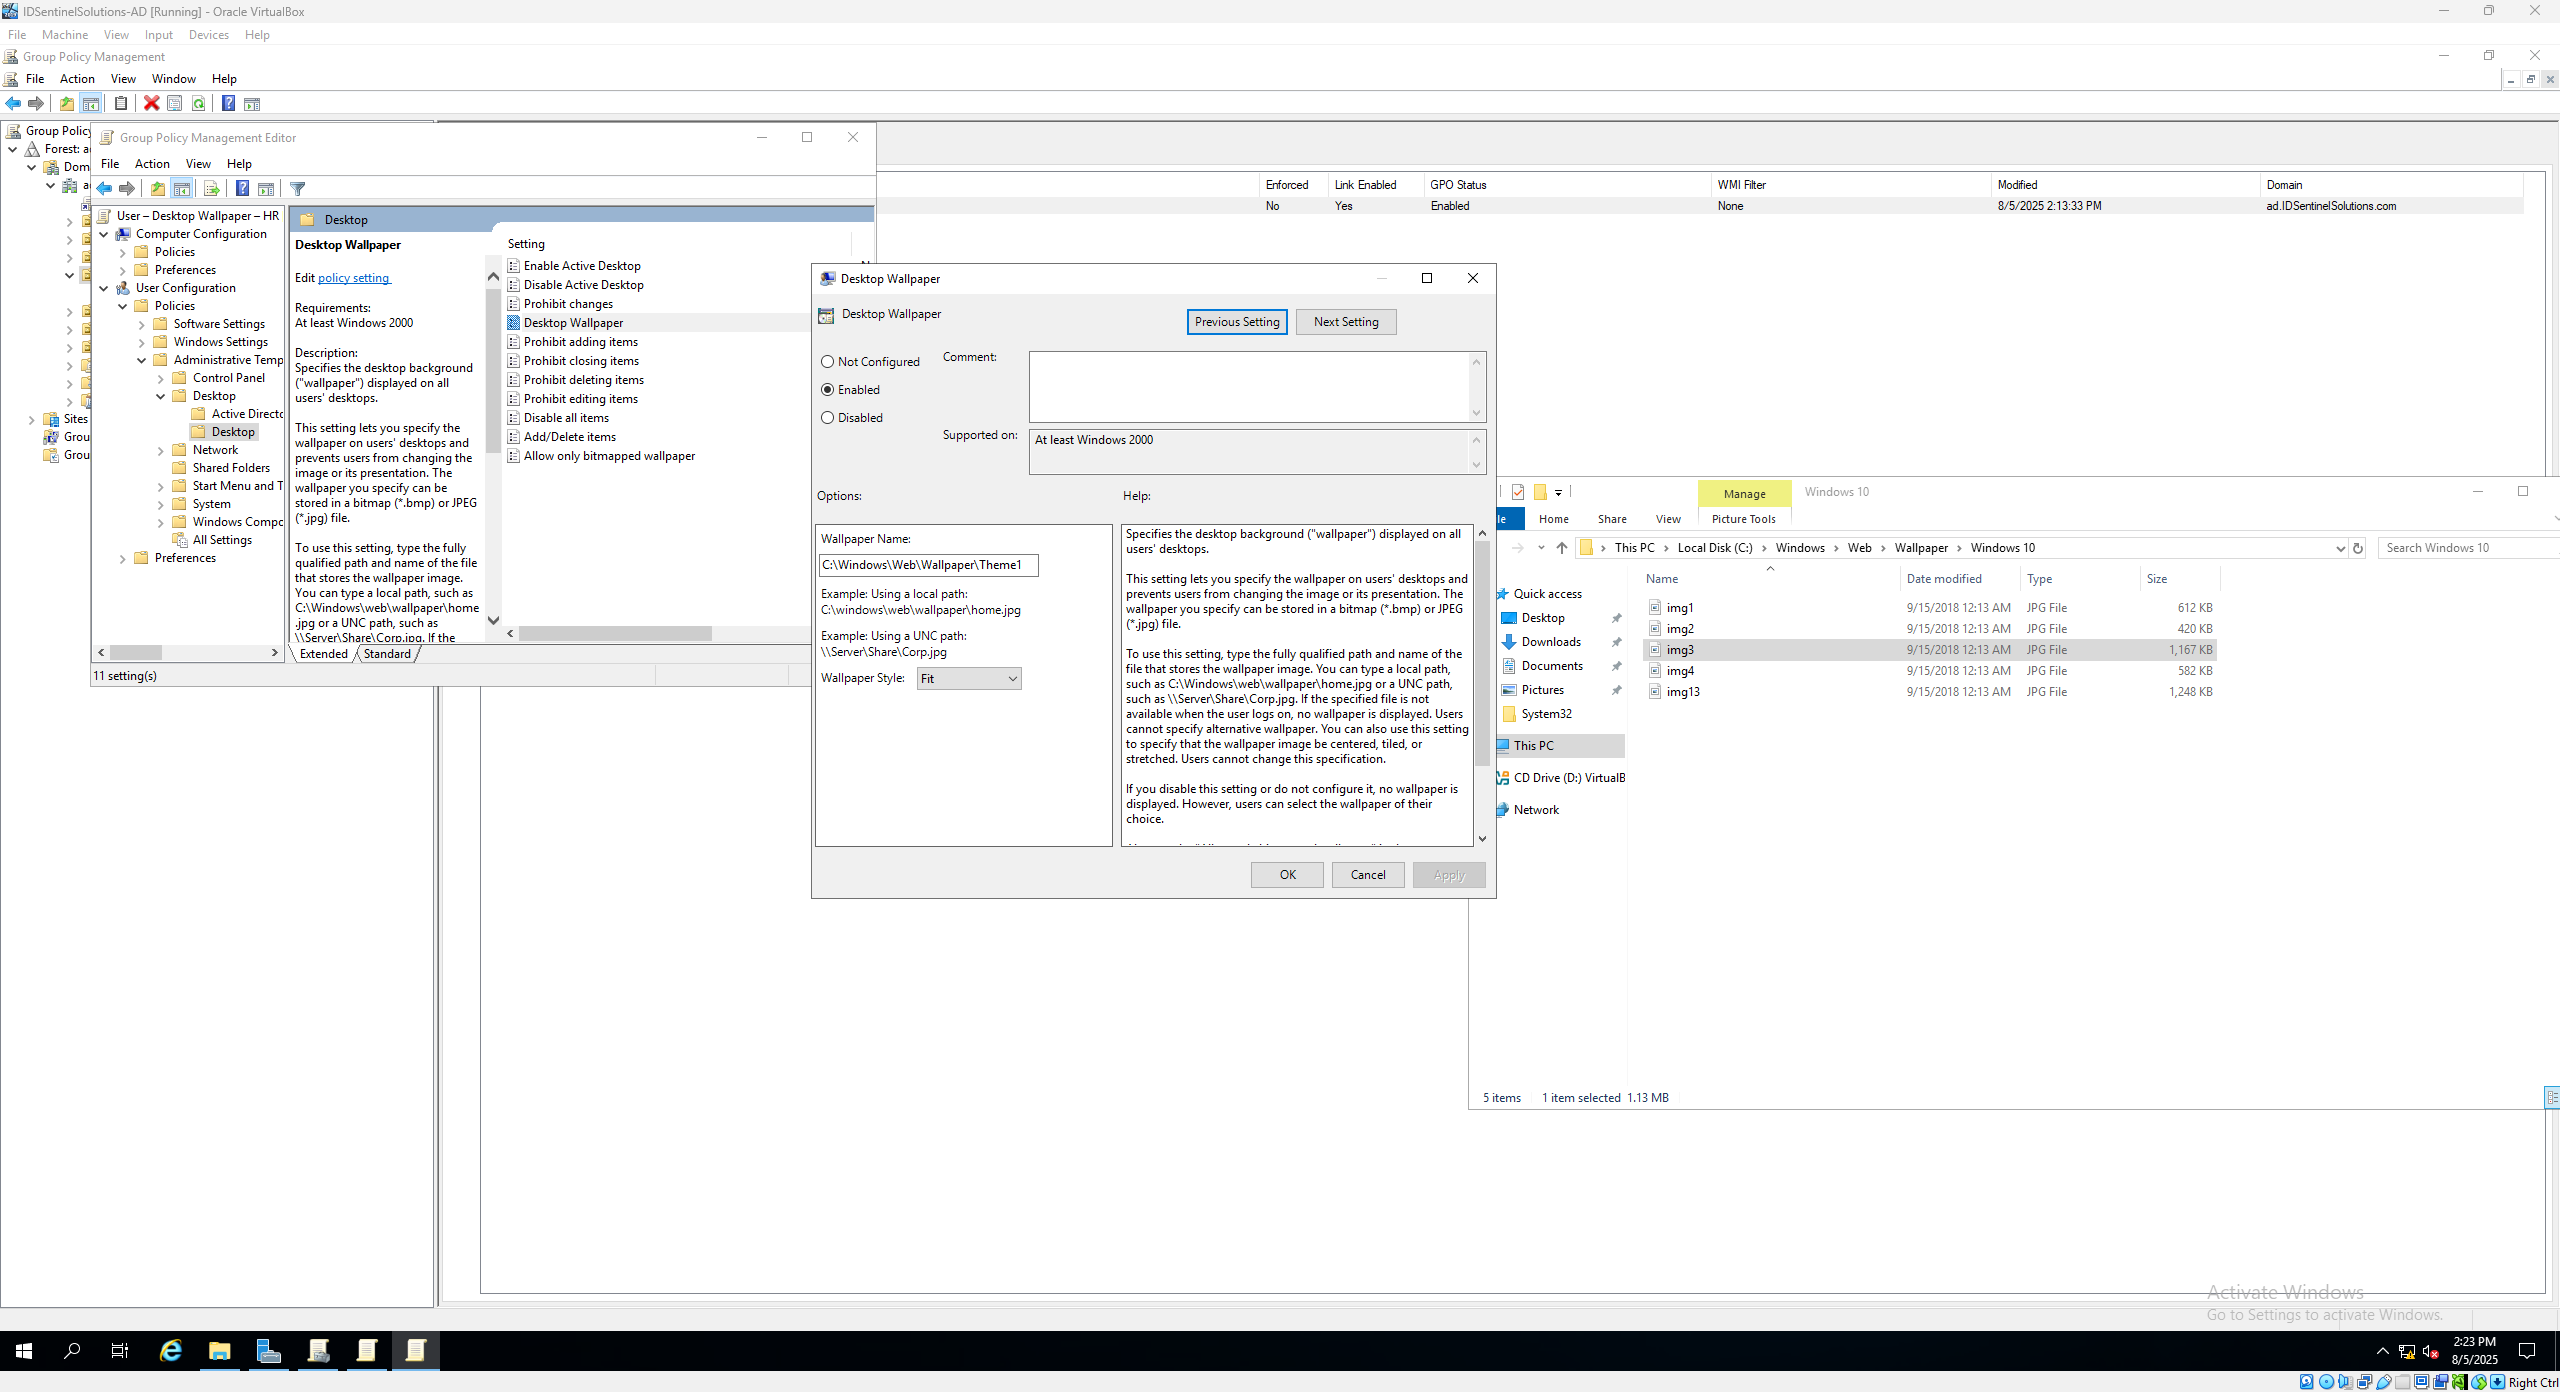 IDSentinelSolutions-AD [Running] - Oracle VirtualBox
File Machine View Input Devices Help
Group Policy Management
File Action View Window Help
Group Policy
Forest: a
Dom
a
Sites
Grou
Grou
Group Policy Management Editor
File Action View Help
User – Desktop Wallpaper – HR
Computer Configuration
Policies
Preferences
User Configuration
Policies
Software Settings
Windows Settings
Administrative Temp
Control Panel
Desktop
Active Directo
Desktop
Network
Shared Folders
Start Menu and T
System
Windows Compo
All Settings
Preferences
Desktop
Desktop Wallpaper
Edit policy setting
Requirements:
At least Windows 2000
Description:
Specifies the desktop background
("wallpaper") displayed on all
users' desktops.
This setting lets you specify the
wallpaper on users' desktops and
prevents users from changing the
image or its presentation. The
wallpaper you specify can be
stored in a bitmap (*.bmp) or JPEG
(*.jpg) file.
To use this setting, type the fully
qualified path and name of the file
that stores the wallpaper image.
You can type a local path, such as
C:\Windows\web\wallpaper\home
.jpg or a UNC path, such as
\\Server\Share\Corp.jpg. If the
Setting
Enable Active Desktop
Disable Active Desktop
Prohibit changes
Desktop Wallpaper
Prohibit adding items
Prohibit closing items
Prohibit deleting items
Prohibit editing items
Disable all items
Add/Delete items
Allow only bitmapped wallpaper
Extended Standard
11 setting(s)
Enforced Link Enabled GPO Status WMI Filter Modified Domain
No Yes Enabled None 8/5/2025 2:13:33 PM ad.IDSentinelSolutions.com
Desktop Wallpaper
Desktop Wallpaper
Previous Setting Next Setting
Not Configured
Enabled
Disabled
Comment:
Supported on:
At least Windows 2000
Options:
Help:
Wallpaper Name:
C:\Windows\Web\Wallpaper\Theme1
Example: Using a local path:
C:\windows\web\wallpaper\home.jpg
Example: Using a UNC path:
\\Server\Share\Corp.jpg
Wallpaper Style: Fit
Specifies the desktop background ("wallpaper") displayed on all
users' desktops.
This setting lets you specify the wallpaper on users' desktops and
prevents users from changing the image or its presentation. The
wallpaper you specify can be stored in a bitmap (*.bmp) or JPEG
(*.jpg) file.
To use this setting, type the fully qualified path and name of the
file that stores the wallpaper image. You can type a local path,
such as C:\Windows\web\wallpaper\home.jpg or a UNC path,
such as \\Server\Share\Corp.jpg. If the specified file is not
available when the user logs on, no wallpaper is displayed. Users
cannot specify alternative wallpaper. You can also use this setting
to specify that the wallpaper image be centered, tiled, or
stretched. Users cannot change this specification.
If you disable this setting or do not configure it, no wallpaper is
displayed. However, users can select the wallpaper of their
choice.
OK Cancel Apply
Manage Windows 10
le Home Share View Picture Tools
This PC Local Disk (C:) Windows Web Wallpaper Windows 10
Search Windows 10
Quick access
Desktop
Downloads
Documents
Pictures
System32
This PC
CD Drive (D:) VirtualB
Network
Name Date modified Type Size
img1 9/15/2018 12:13 AM JPG File 612 KB
img2 9/15/2018 12:13 AM JPG File 420 KB
img3 9/15/2018 12:13 AM JPG File 1,167 KB
img4 9/15/2018 12:13 AM JPG File 582 KB
img13 9/15/2018 12:13 AM JPG File 1,248 KB
5 items 1 item selected 1.13 MB
Activate Windows
Go to Settings to activate Windows.
2:23 PM
8/5/2025
Right Ctrl